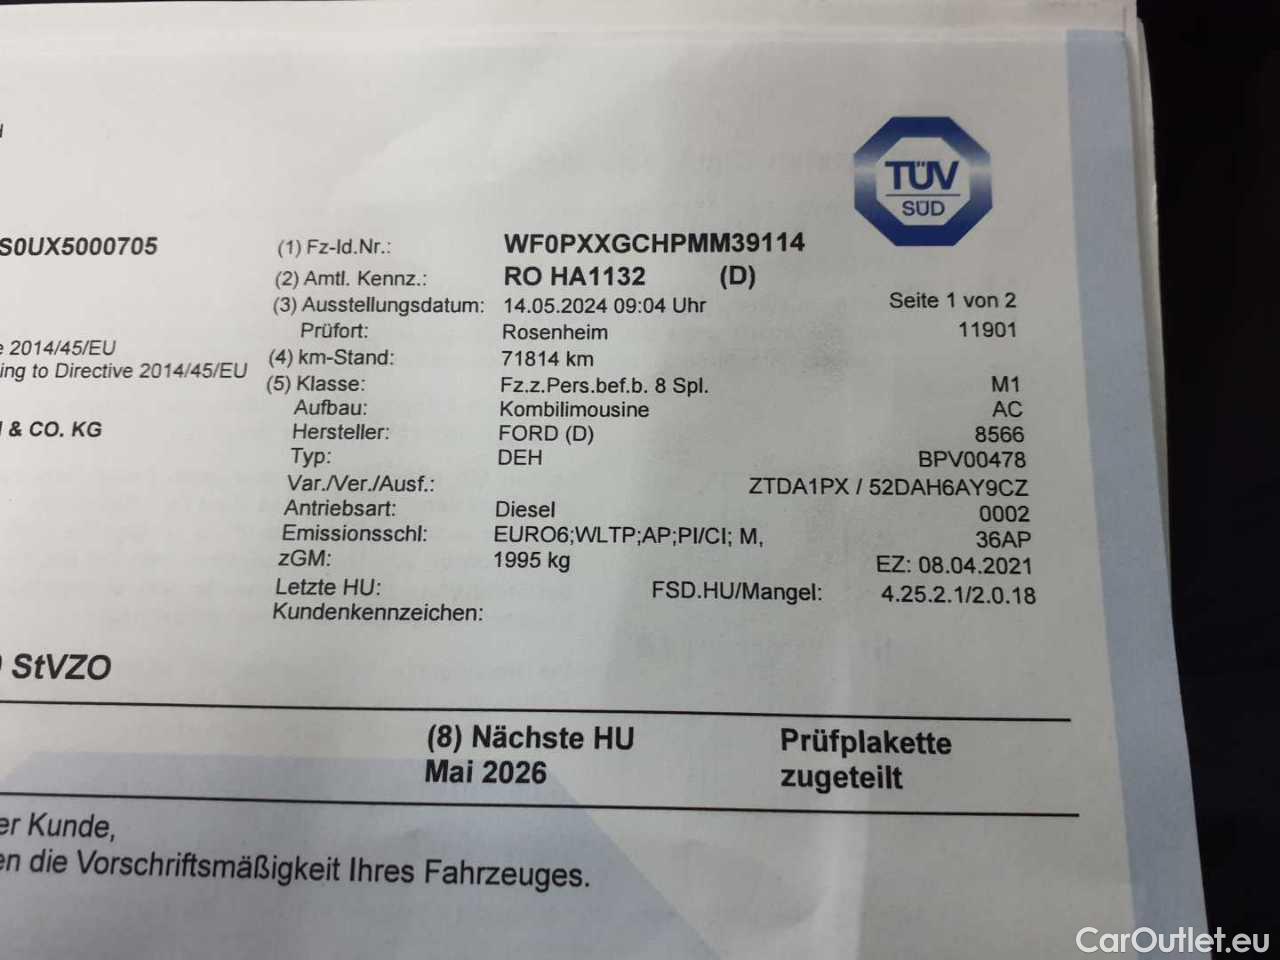 TÜV
SÜD
S0UX5000705
(1) Fz-Id.Nr.: WF0PXXGCHPMM39114
(2) Amtl. Kennz.: RO HA1132 (D)
(3) Ausstellungsdatum: 14.05.2024 09:04 Uhr Seite 1 von 2
Prüfort: Rosenheim 11901
e 2014/45/EU
(4) km-Stand: 71814 km
ing to Directive 2014/45/EU
(5) Klasse: Fz.z.Pers.bef.b. 8 Spl. M1
Aufbau: Kombilimousine AC
& CO. KG
Hersteller: FORD (D) 8566
Typ: DEH BPV00478
Var./Ver./Ausf.: ZTDA1PX / 52DAH6AY9CZ
Antriebsart: Diesel 0002
Emissionsschl: EURO6;WLTP;AP;PI/CI; M, 36AP
zGM: 1995 kg EZ: 08.04.2021
Letzte HU: FSD.HU/Mangel: 4.25.2.1/2.0.18
Kundenkennzeichen:
StVZO
(8) Nächste HU Prüfplakette
Mai 2026 zugeteilt
er Kunde,
en die Vorschriftsmäßigkeit Ihres Fahrzeuges.
CarOutlet.eu